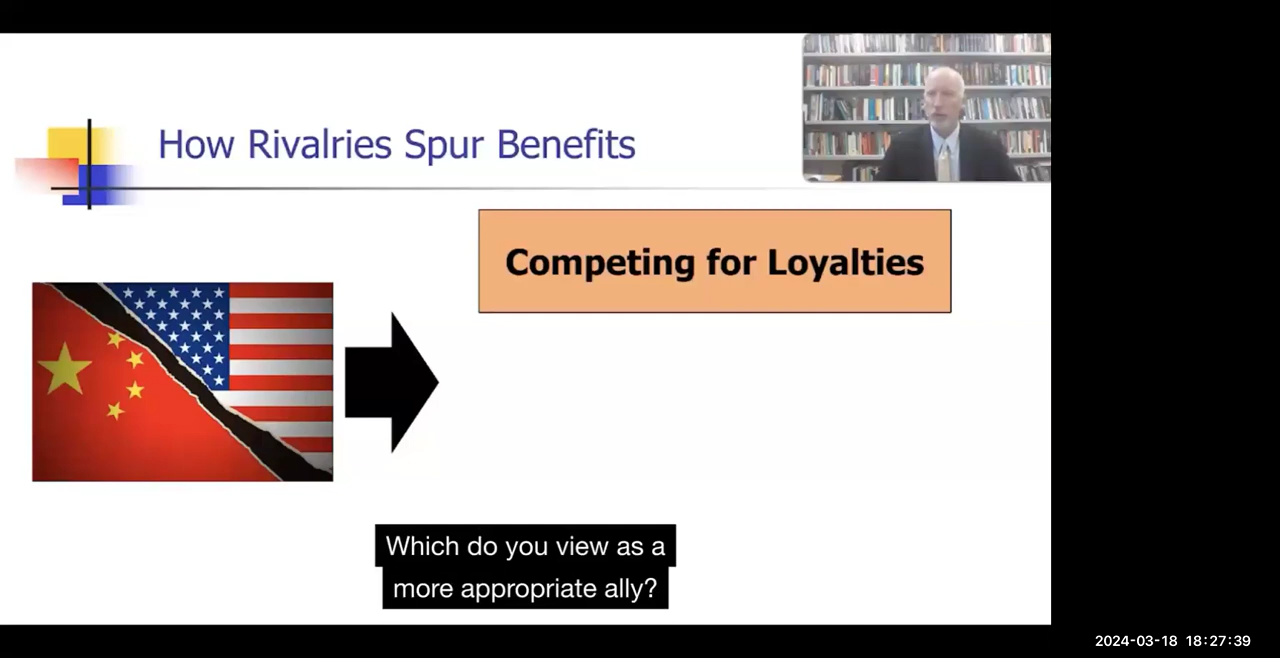 How Rivalries Spur Benefits
Competing for Loyalties
Which do you view as a
more appropriate ally?
2024-03-18 18:27:39